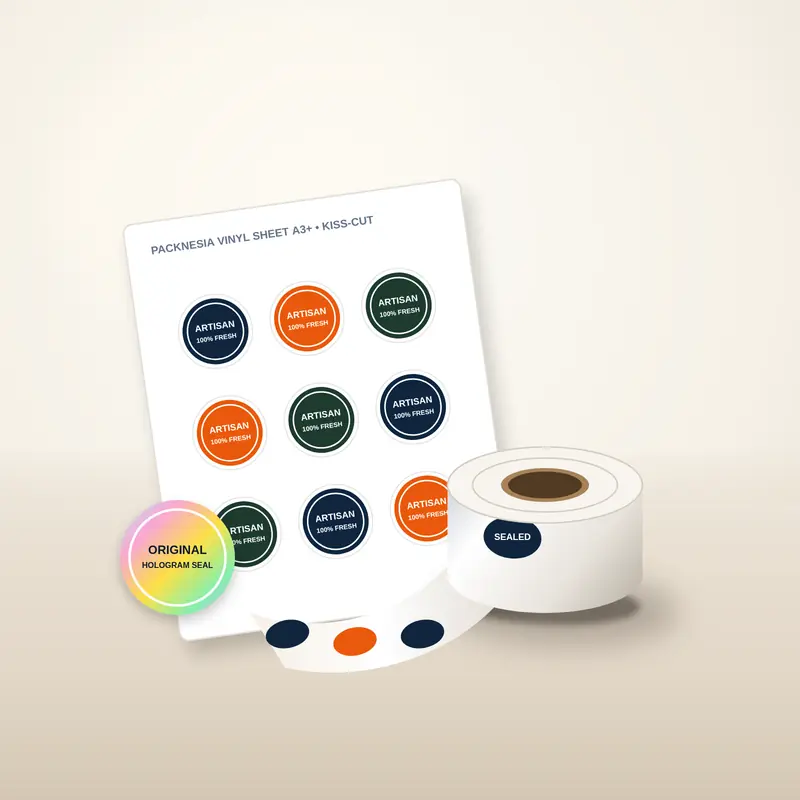 PACKNESIA VINYL SHEET A3+ • KISS-CUT
ARTISAN
100% FRESH
ARTISAN
100% FRESH
ARTISAN
100% FRESH
ARTISAN
100% FRESH
ARTISAN
100% FRESH
ARTISAN
100% FRESH
ARTISAN
FRESH
ARTISAN
100% FRESH
ARTISAN
100% FRESH
SEALED
ORIGINAL
HOLOGRAM SEAL